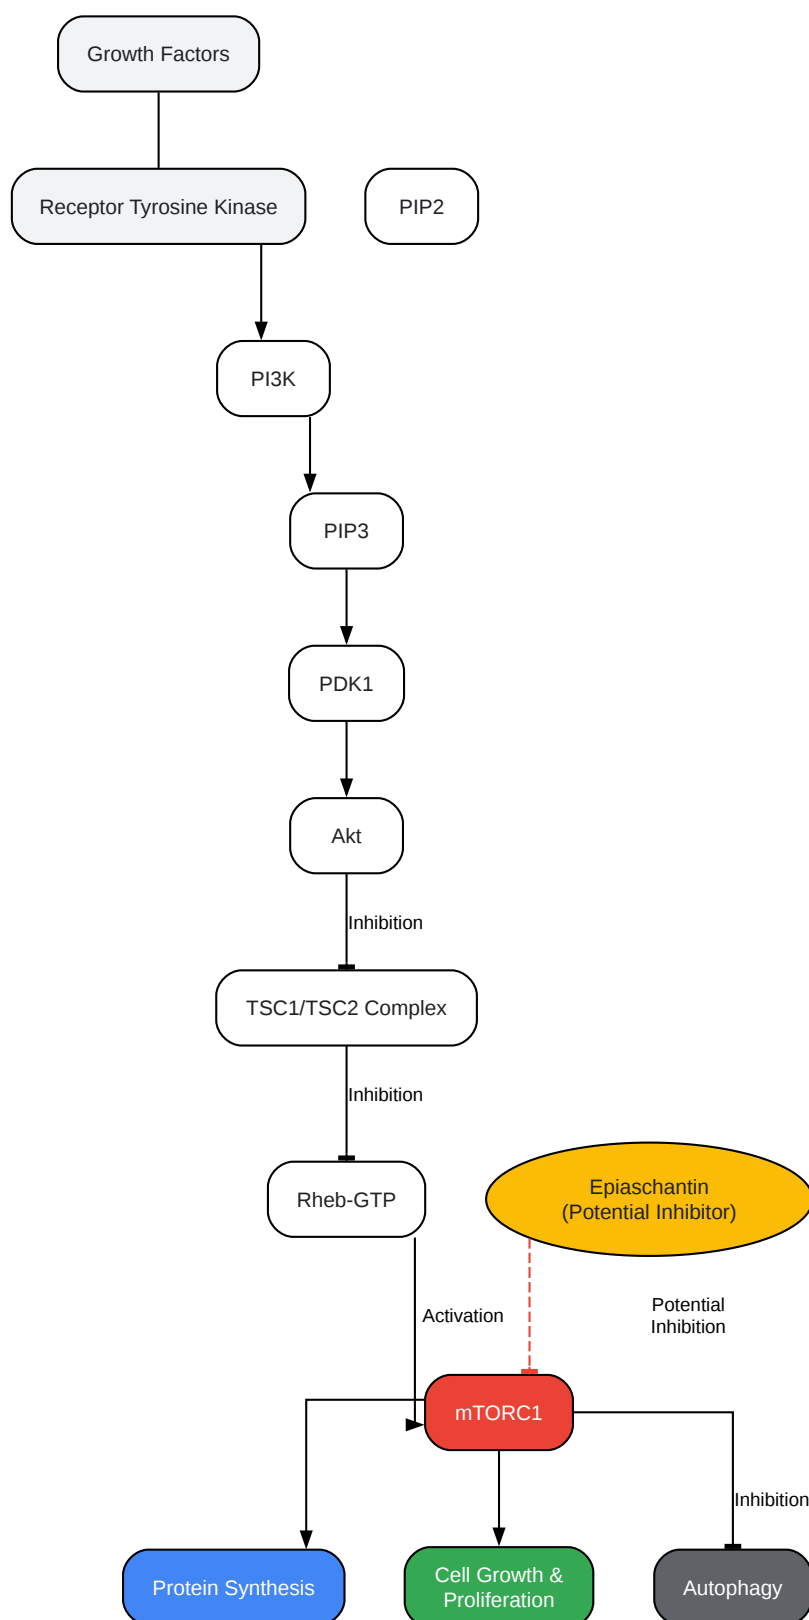 Growth Factors
Receptor Tyrosine Kinase
PIP2
PI3K
PIP3
PDK1
Akt
Inhibition
TSC1/TSC2 Complex
Inhibition
Rheb-GTP
Epiaschantin
(Potential Inhibitor)
Activation
Potential
Inhibition
mTORC1
Inhibition
Protein Synthesis
Cell Growth &
Proliferation
Autophagy